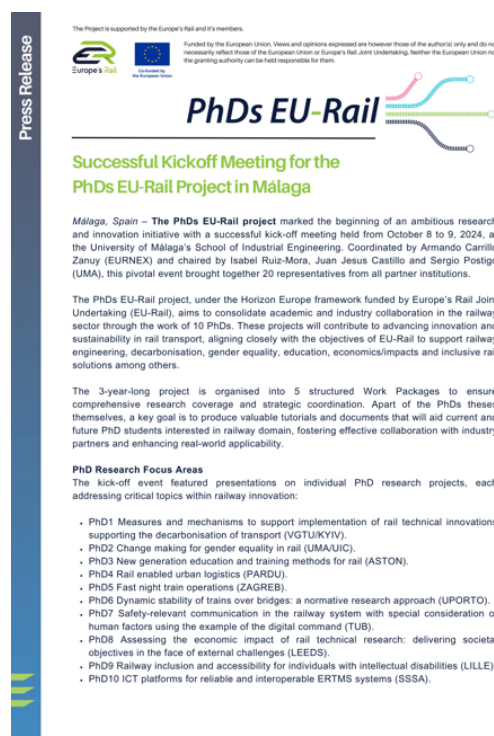 The Project is supported by the Europe's Rail and it's members.
Press Release
Europe's Rail
Co-funded by
the European Union
Funded by the European Union. Views and opinions expressed are however those of the author(s) only and do no
necessarily reflect those of the European Union or Europe's Rail Joint Undertaking. Neither the European Union no
the granting authority can be held responsible for them.
PhDs EU-Rail
Successful Kickoff Meeting for the
PhDs EU-Rail Project in Málaga
Málaga, Spain – The PhDs EU-Rail project marked the beginning of an ambitious research
and innovation initiative with a successful kick-off meeting held from October 8 to 9, 2024, a
the University of Málaga's School of Industrial Engineering. Coordinated by Armando Carrillo
Zanuy (EURNEX) and chaired by Isabel Ruiz-Mora, Juan Jesus Castillo and Sergio Postigo
(UMA), this pivotal event brought together 20 representatives from all partner institutions.
The PhDs EU-Rail project, under the Horizon Europe framework funded by Europe's Rail Join
Undertaking (EU-Rail), aims to consolidate academic and industry collaboration in the railway
sector through the work of 10 PhDs. These projects will contribute to advancing innovation and
sustainability in rail transport, aligning closely with the objectives of EU-Rail to support railway
engineering, decarbonisation, gender equality, education, economics/impacts and inclusive rai
solutions among others.
The 3-year-long project is organised into 5 structured Work Packages to ensure
comprehensive research coverage and strategic coordination. Apart of the PhDs theses
themselves, a key goal is to produce valuable tutorials and documents that will aid current and
future PhD students interested in railway domain, fostering effective collaboration with industry
partners and enhancing real-world applicability.
PhD Research Focus Areas
The kick-off event featured presentations on individual PhD research projects, each
addressing critical topics within railway innovation:
• PhD1 Measures and mechanisms to support implementation of rail technical innovations
supporting the decarbonisation of transport (VGTU/KYIV).
• PhD2 Change making for gender equality in rail (UMA/UIC).
• PhD3 New generation education and training methods for rail (ASTON).
• PhD4 Rail enabled urban logistics (PARDU).
• PhD5 Fast night train operations (ZAGREB).
• PhD6 Dynamic stability of trains over bridges: a normative research approach (UPORTO).
• PhD7 Safety-relevant communication in the railway system with special consideration o
human factors using the example of the digital command (TUB).
• PhD8 Assessing the economic impact of rail technical research: delivering societa
objectives in the face of external challenges (LEEDS).
• PhD9 Railway inclusion and accessibility for individuals with intellectual disabilities (LILLE)
• PhD10 ICT platforms for reliable and interoperable ERTMS systems (SSSA).